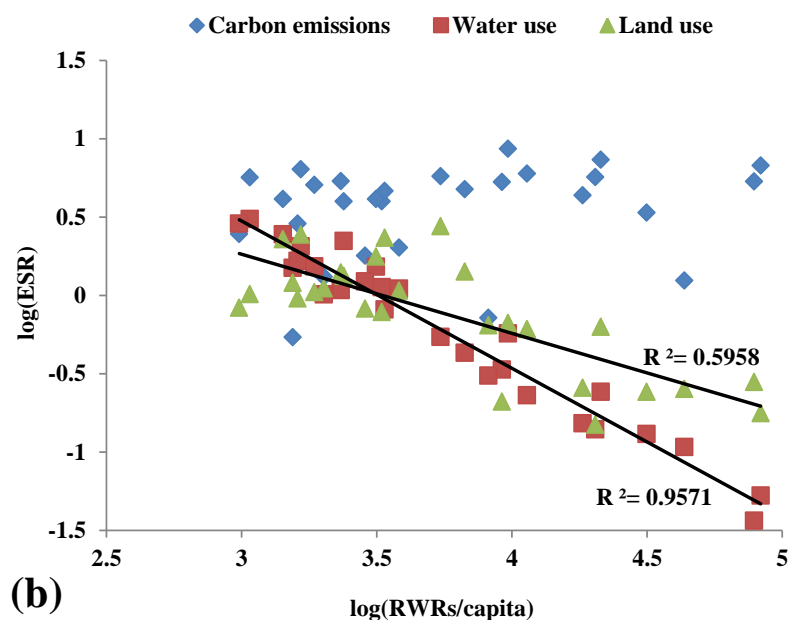 Carbon emissions Water use Land use
1.5
1
0.5
0
-0.5
-1
-1.5
log(ESR)
R ²= 0.5958
R ²= 0.9571
2.5 3 3.5 4 4.5 5
(b)
log(RWRs/capita)